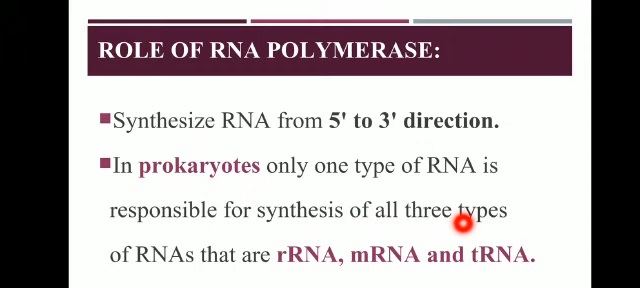 ROLE OF RNA POLYMERASE:
Synthesize RNA from 5' to 3' direction.
In prokaryotes only one type of RNA is
responsible for synthesis of all three types
of RNAs that are rRNA, mRNA and tRNA.